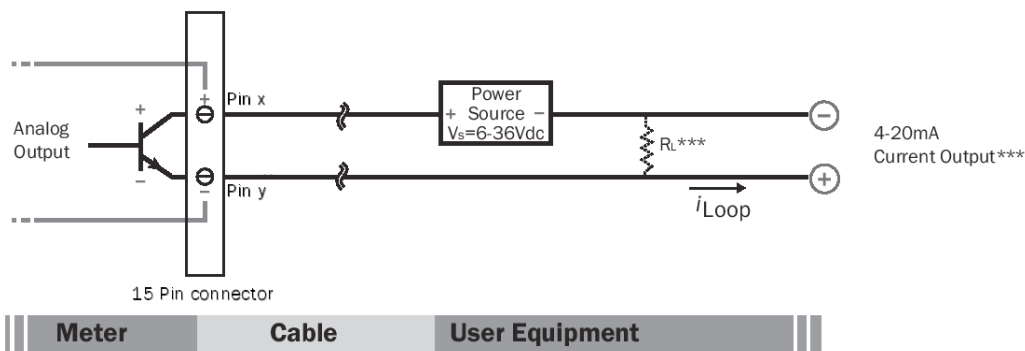 +
Pin x
Power
+ Source −
Vs=6-36Vdc
−
Analog
Output
+
−
RL***
4-20mA
Current Output***
+
−
Pin y
iLoop
15 Pin connector
Meter
Cable
User Equipment